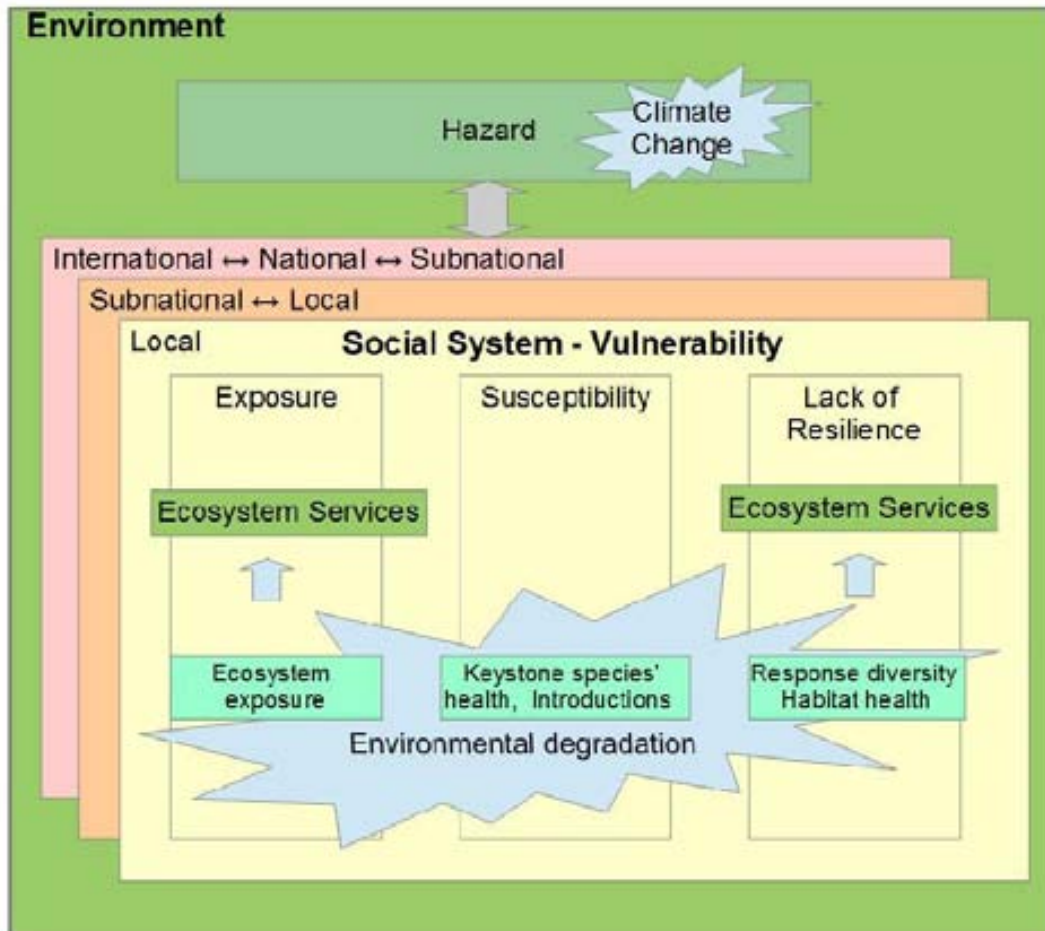 Environment
Hazard
Climate
Change
International ↔ National ↔ Subnational
Subnational ↔ Local
Local
Social System - Vulnerability
Exposure
Susceptibility
Lack of
Resilience
Ecosystem Services
Ecosystem Services
Ecosystem
exposure
Keystone species'
health, Introductions
Response diversity
Habitat health
Environmental degradation